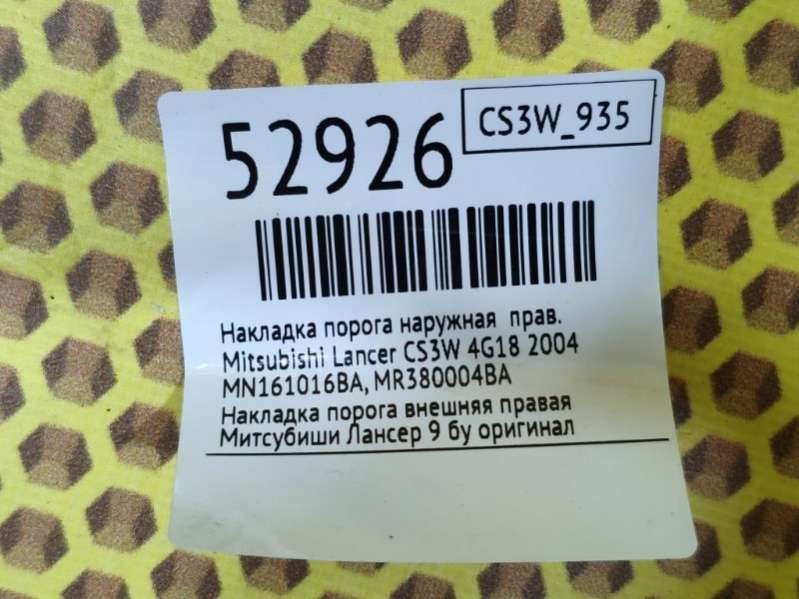 52926
CS3W_935
Накладка порога наружная прав.
Mitsubishi Lancer CS3W 4G18 2004
MN161016BA, MR380004BA
Накладка порога внешняя правая
Митсубиши Лансер 9 бу оригинал